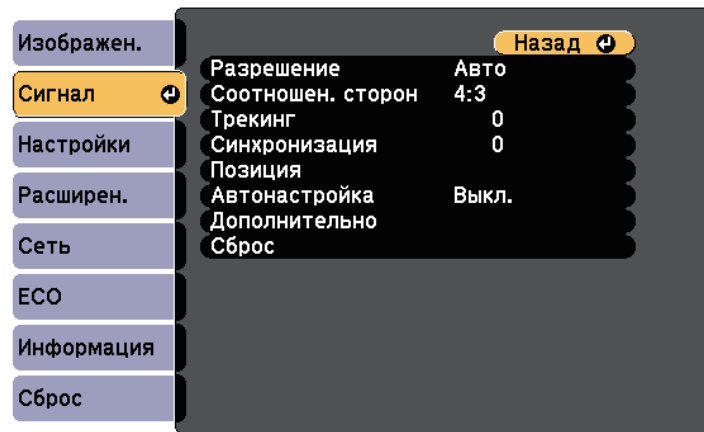 Изображен.
Сигнал
Настройки
Расширен.
Сеть
ECO
Информация
Сброс
Назад
Разрешение Авто
Соотношен. сторон 4:3
Трекинг 0
Синхронизация 0
Позиция
Автонастройка Выкл.
Дополнительно
Сброс